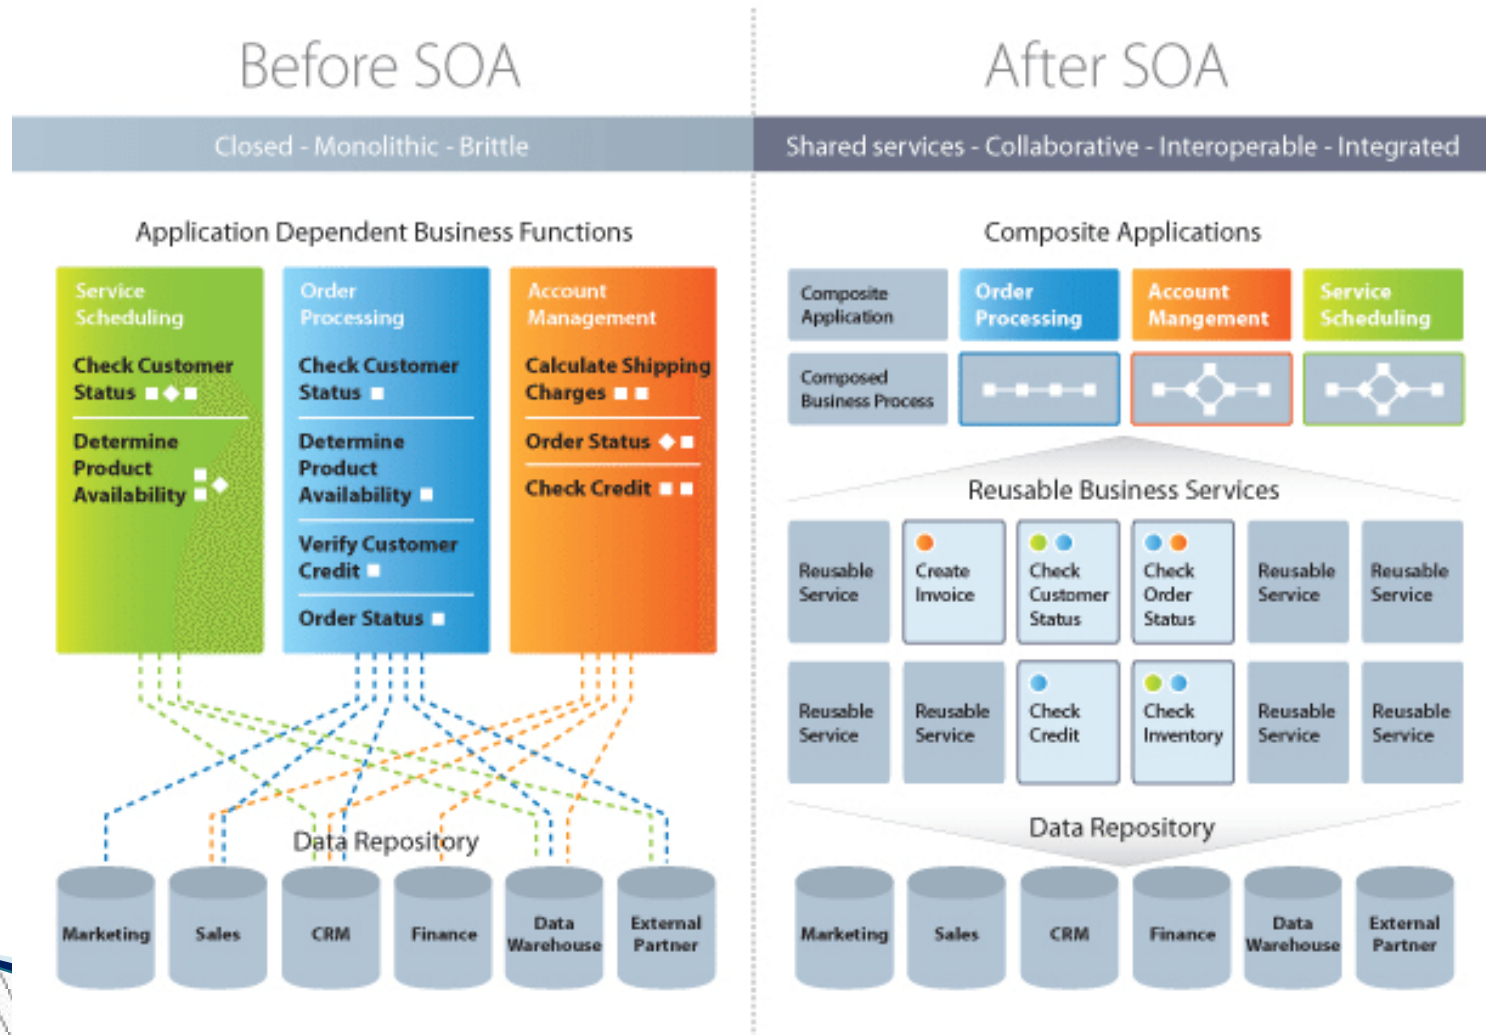 Before SOA
Closed - Monolithic - Brittle
Application Dependent Business Functions
Service
Scheduling
Check Customer
Status
Determine
Product
Availability
Order
Processing
Check Customer
Status
Determine
Product
Availability
Verify Customer
Credit
Order Status
Account
Management
Calculate Shipping
Charges
Order Status
Check Credit
Data Repository
Marketing
Sales
CRM
Finance
Data
Warehouse
External
Partner
After SOA
Shared services - Collaborative - Interoperable - Integrated
Composite Applications
Composite
Application
Order
Processing
Account
Mangement
Service
Scheduling
Composed
Business Process
Reusable Business Services
Reusable
Service
Create
Invoice
Check
Customer
Status
Check
Order
Status
Reusable
Service
Reusable
Service
Reusable
Service
Reusable
Service
Check
Credit
Check
Inventory
Reusable
Service
Reusable
Service
Data Repository
Marketing
Sales
CRM
Finance
Data
Warehouse
External
Partner